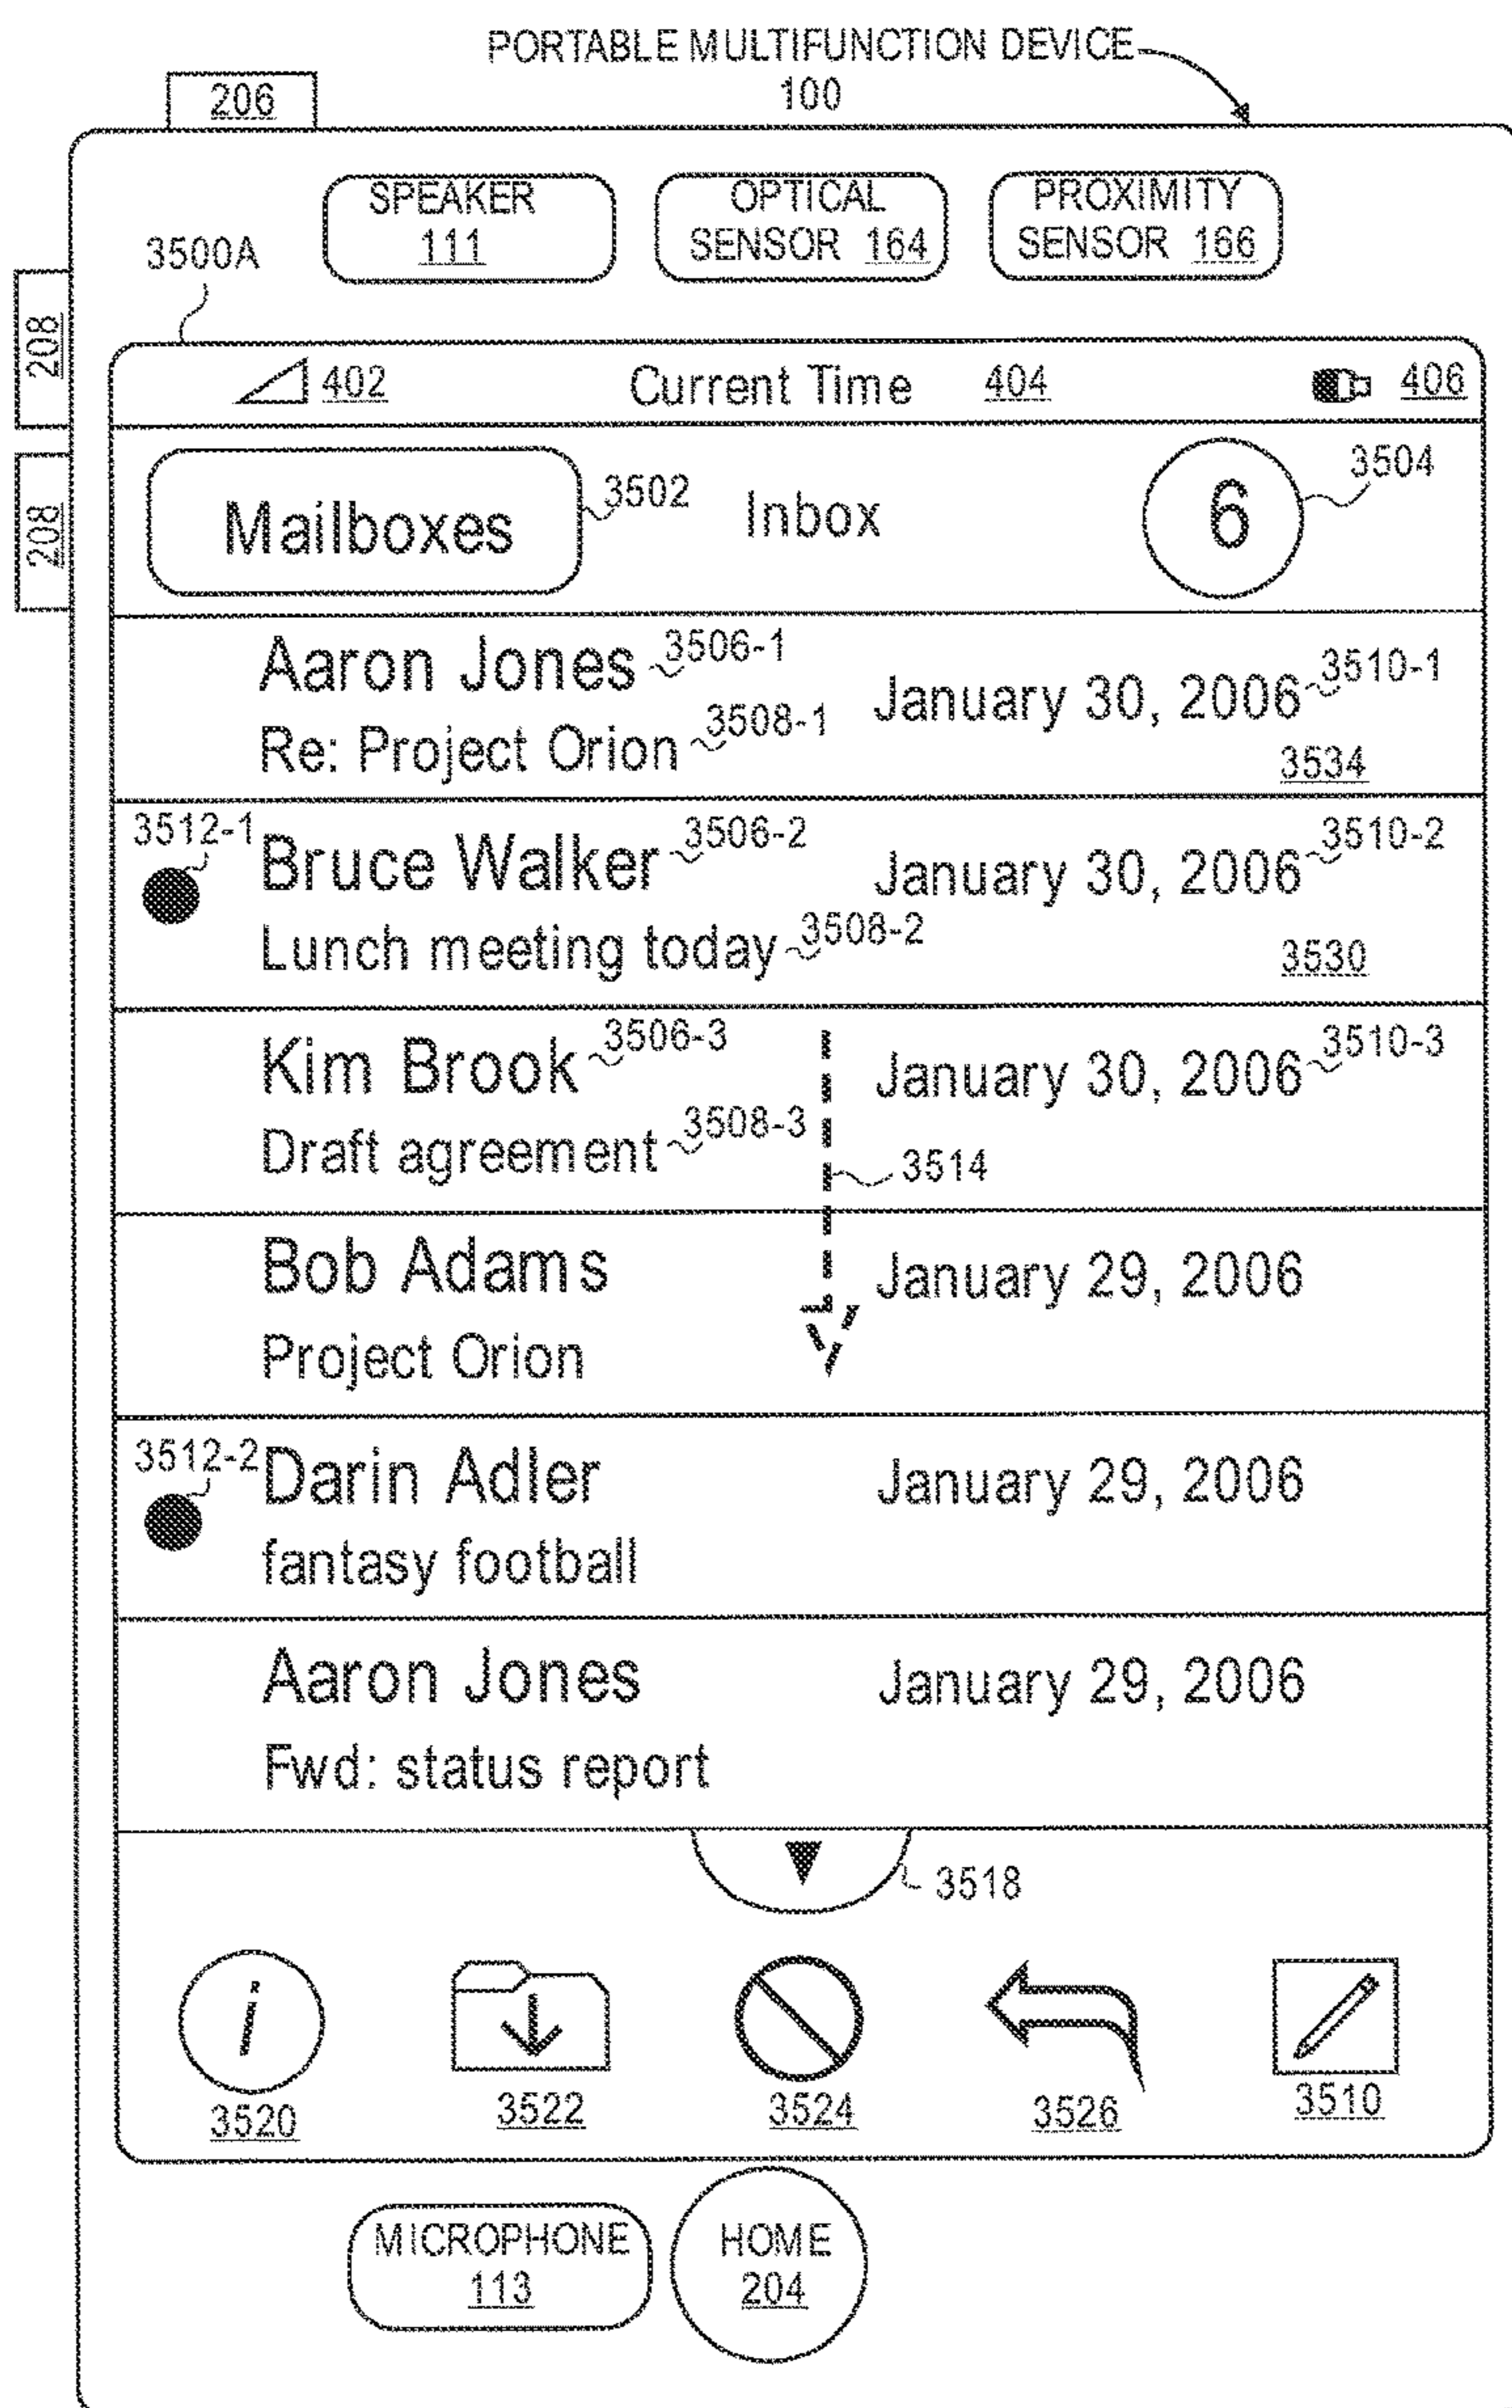 PORTABLE MULTIFUNCTION DEVICE
100
206
SPEAKER
111
OPTICAL
SENSOR 164
PROXIMITY
SENSOR 166
3500A
208
208
402 Current Time 404 406
Mailboxes 3502 Inbox 6 3504
Aaron Jones 3506-1
January 30, 2006 3510-1
Re: Project Orion 3508-1
3534
3512-1
Bruce Walker 3506-2
January 30, 2006 3510-2
Lunch meeting today 3508-2
3530
Kim Brook 3506-3
January 30, 2006 3510-3
Draft agreement 3508-3
3514
Bob Adams January 29, 2006
Project Orion
3512-2
Darin Adler January 29, 2006
fantasy football
Aaron Jones January 29, 2006
Fwd: status report
3518
i
3520 3522 3524 3526 3510
MICROPHONE
113
HOME
204